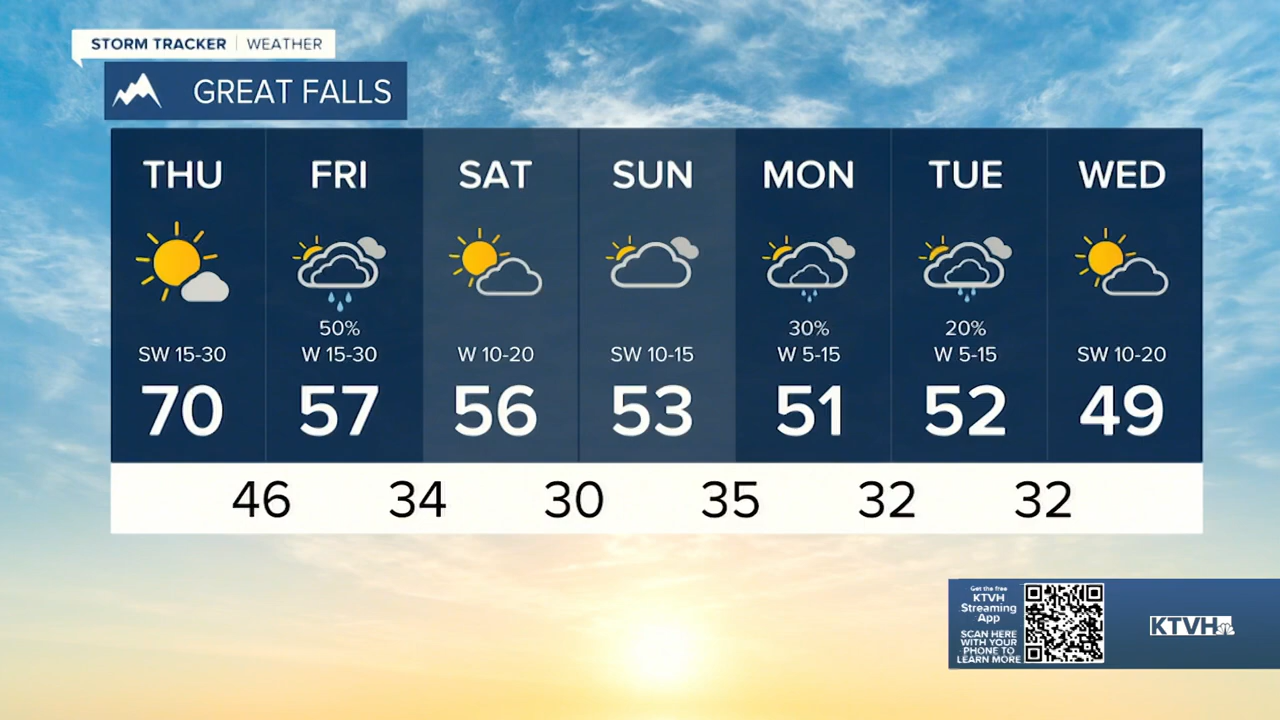 STORM TRACKER | WEATHER
GREAT FALLS
THU FRI SAT SUN MON TUE WED
50% 30% 20%
SW 15-30 W 15-30 W 10-20 SW 10-15 W 5-15 W 5-15 SW 10-20
70 57 56 53 51 52 49
46 34 30 35 32 32
Get the free
KTVH
Streaming
App
SCAN HERE
WITH YOUR
PHONE TO
LEARN MORE
KTVH